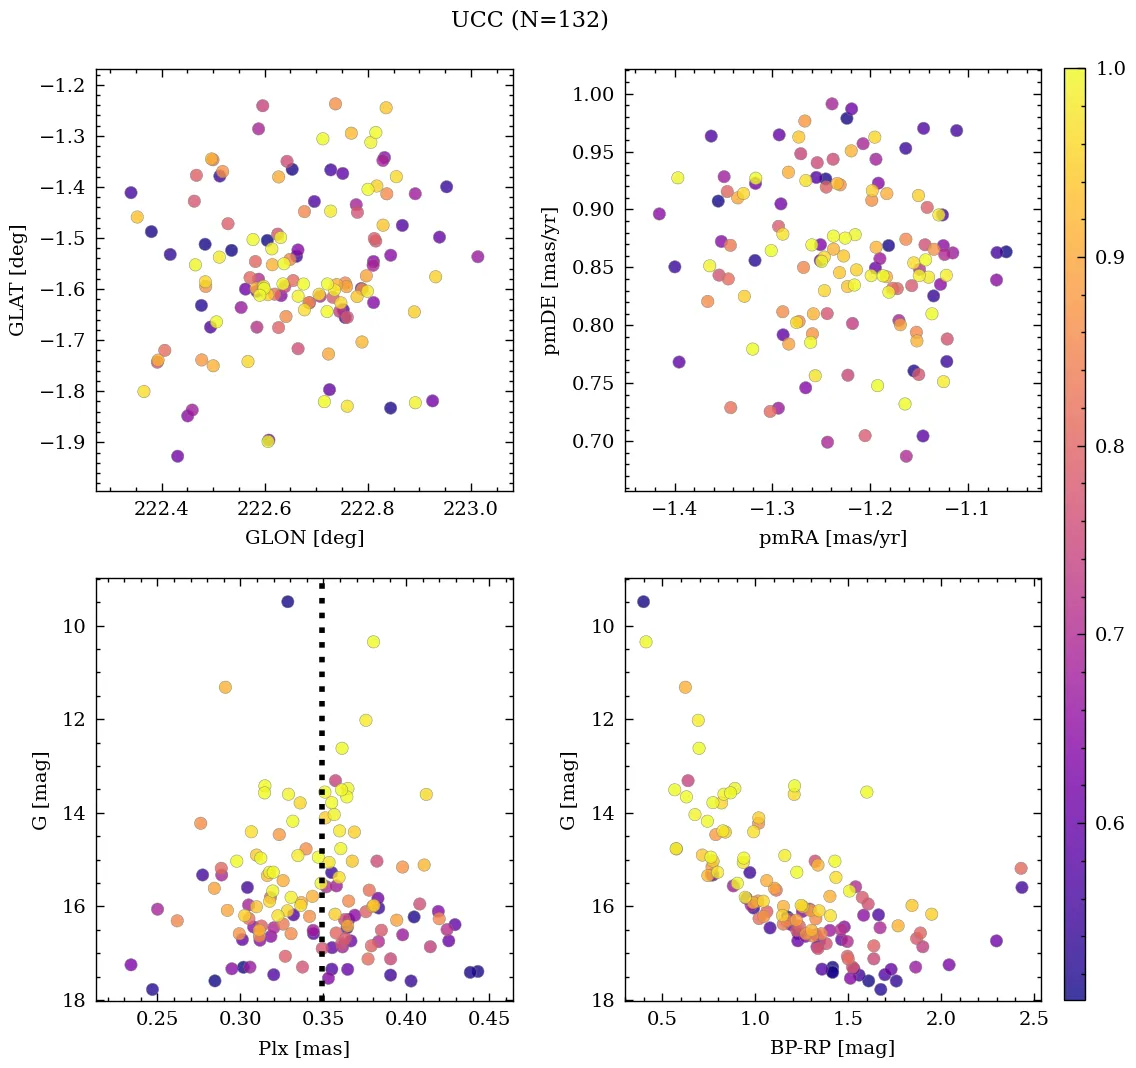 UCC (N=132)
−1.2
−1.3
−1.4
−1.5
−1.6
−1.7
−1.8
−1.9
GLAT [deg]
222.4 222.6 222.8 223.0
GLON [deg]
1.00
0.95
0.90
0.85
0.80
0.75
0.70
pmDE [mas/yr]
−1.4 −1.3 −1.2 −1.1
pmRA [mas/yr]
10
12
14
16
18
G [mag]
0.25 0.30 0.35 0.40 0.45
Plx [mas]
10
12
14
16
18
G [mag]
0.5 1.0 1.5 2.0 2.5
BP-RP [mag]
1.0
0.9
0.8
0.7
0.6